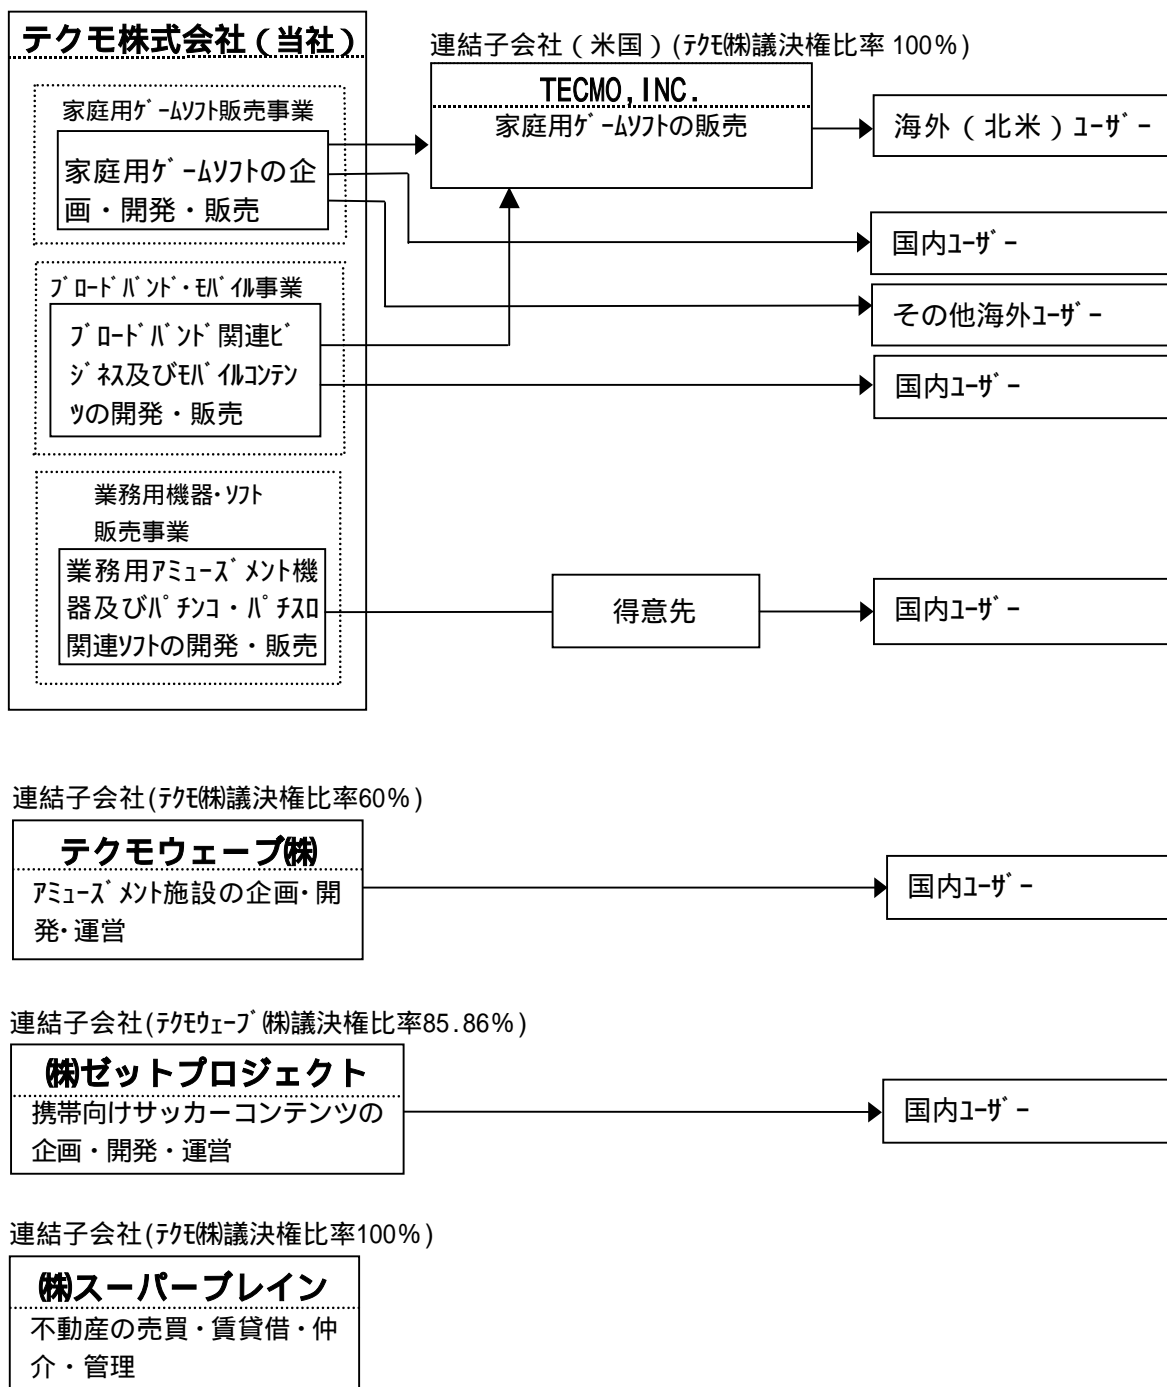 テクモ株式会社（当社）
連結子会社（米国）(ﾃｸﾓ㈱議決権比率 100%)
TECMO,INC.
家庭用ｹﾞｰﾑｿﾌﾄの販売
海外（北米）ﾕｰｻﾞｰ
家庭用ｹﾞｰﾑｿﾌﾄ販売事業
家庭用ｹﾞｰﾑｿﾌﾄの企
画・開発・販売
国内ﾕｰｻﾞｰ
その他海外ﾕｰｻﾞｰ
ﾌﾞﾛｰﾄﾞﾊﾞﾝﾄﾞ・ﾓﾊﾞｲﾙ事業
ﾌﾞﾛｰﾄﾞﾊﾞﾝﾄﾞ関連ﾋﾞ
ｼﾞﾈｽ及びﾓﾊﾞｲﾙｺﾝﾃﾝ
ﾂの開発・販売
国内ﾕｰｻﾞｰ
業務用機器・ｿﾌﾄ
販売事業
業務用ｱﾐｭｰｽﾞﾒﾝﾄ機
器及びﾊﾟﾁﾝｺ・ﾊﾟﾁｽﾛ
関連ｿﾌﾄの開発・販売
得意先
国内ﾕｰｻﾞｰ
連結子会社(ﾃｸﾓ㈱議決権比率60%)
テクモウェーブ㈱
ｱﾐｭｰｽﾞﾒﾝﾄ施設の企画・開
発・運営
国内ﾕｰｻﾞｰ
連結子会社(ﾃｸﾓｳｪｰﾌﾞ㈱議決権比率85.86%)
㈱ゼットプロジェクト
携帯向けサッカーコンテンツの
企画・開発・運営
国内ﾕｰｻﾞｰ
連結子会社(ﾃｸﾓ㈱議決権比率100%)
㈱スーパーブレイン
不動産の売買・賃貸借・仲
介・管理